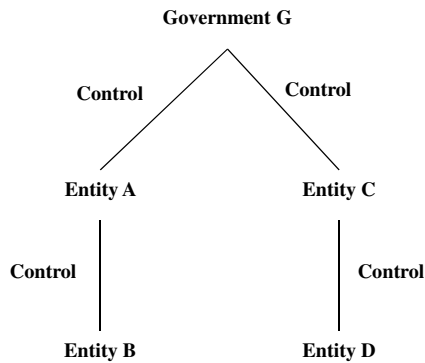 Government G
Control
Control
Entity A
Entity C
Control
Control
Entity B
Entity D